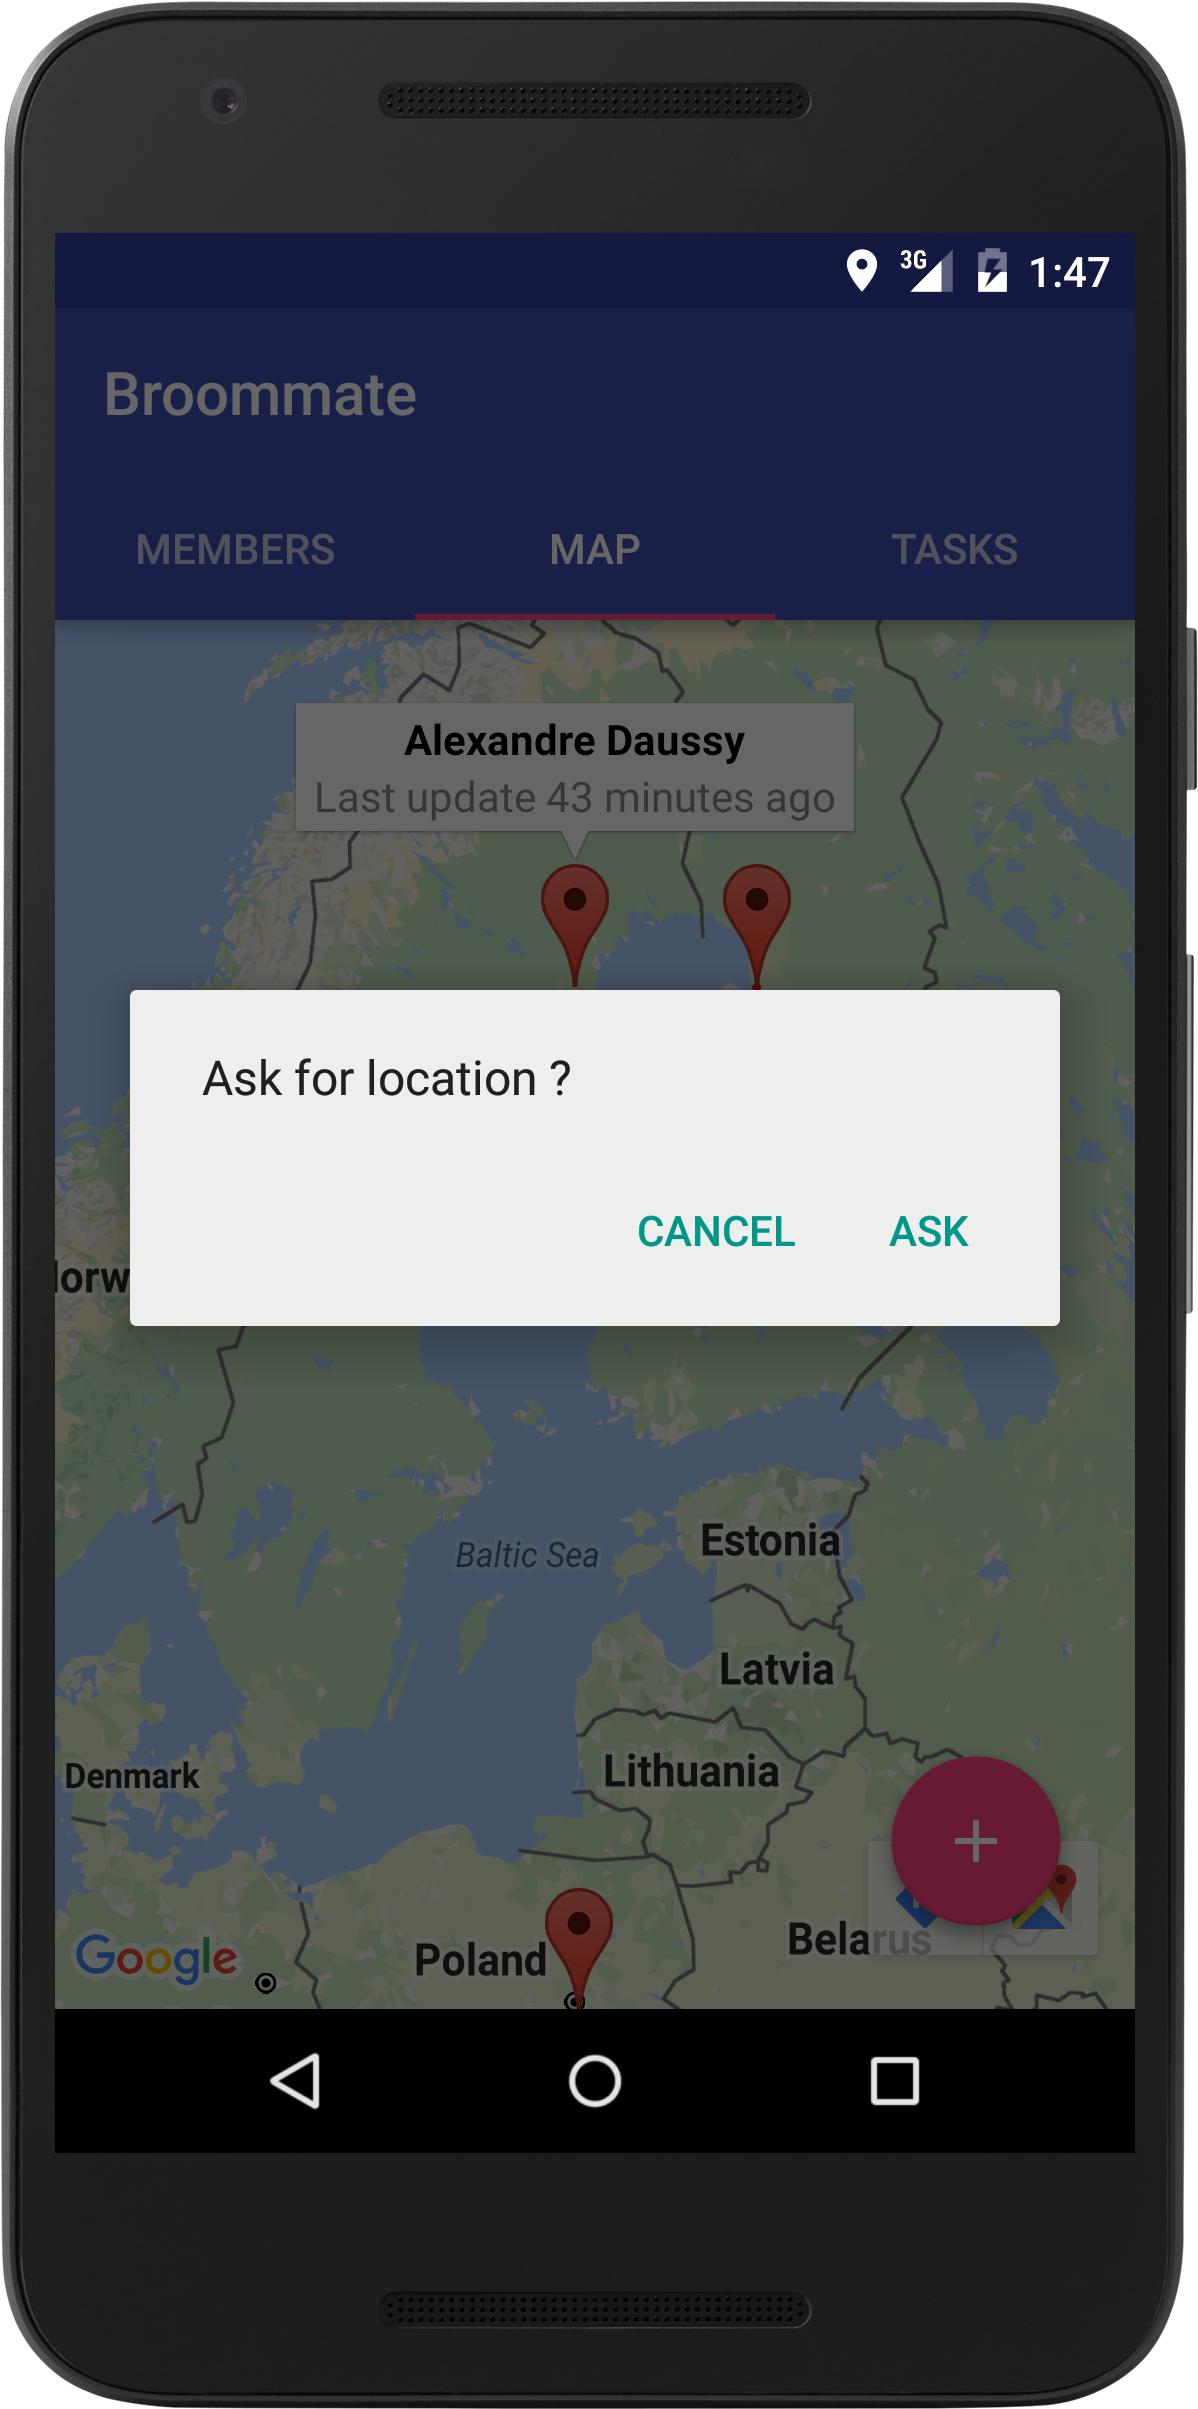 3G 1:47
Broommate
MEMBERS MAP TASKS
Alexandre Daussy
Last update 43 minutes ago
Ask for location ?
CANCEL ASK
lorw
Estonia
Baltic Sea
Latvia
Lithuania
Denmark
Belarus
Poland
Google